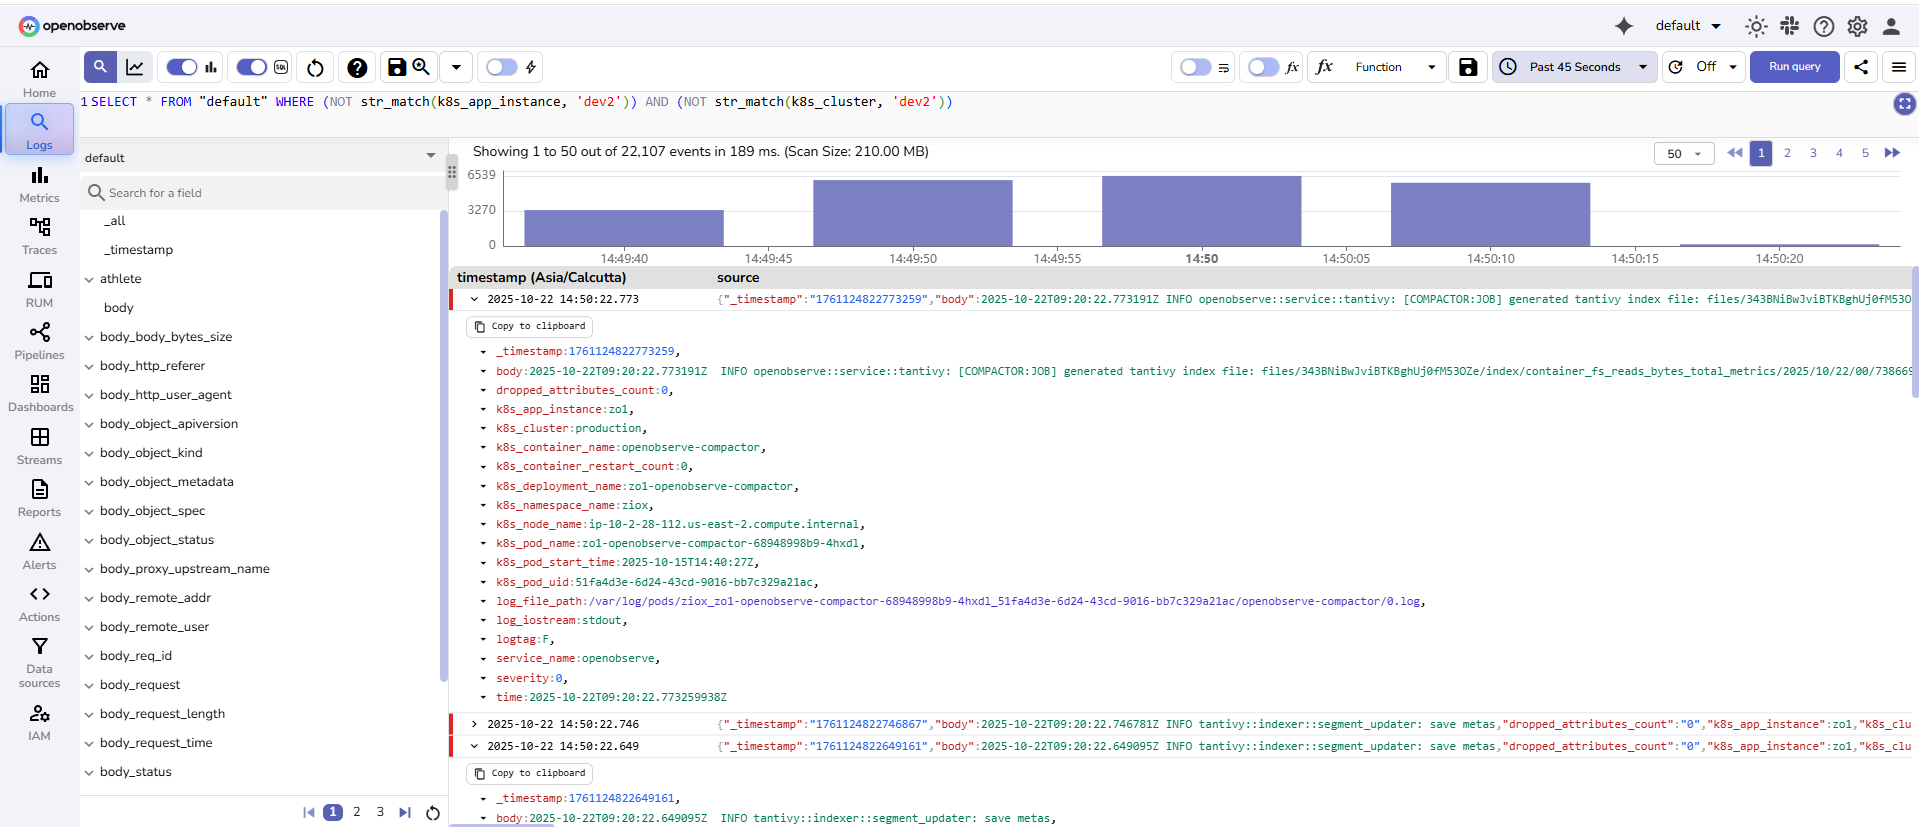 openobserve
default
Home
Logs
Metrics
Traces
RUM
Pipelines
Dashboards
Streams
Reports
Alerts
Actions
Data
sources
IAM
SQL
fx
fx
Function
Past 45 Seconds
Off
Run query
1 SELECT * FROM "default" WHERE (NOT str_match(k8s_app_instance, 'dev2')) AND (NOT str_match(k8s_cluster, 'dev2'))
default
Search for a field
_all
_timestamp
athlete
body
body_body_bytes_size
body_http_referer
body_http_user_agent
body_object_apiversion
body_object_kind
body_object_metadata
body_object_spec
body_object_status
body_proxy_upstream_name
body_remote_addr
body_remote_user
body_req_id
body_request
body_request_length
body_request_time
body_status
1 2 3
Showing 1 to 50 out of 22,107 events in 189 ms. (Scan Size: 210.00 MB)
50
1 2 3 4 5
6539
3270
0
14:49:40 14:49:45 14:49:50 14:49:55 14:50 14:50:05 14:50:10 14:50:15 14:50:20
timestamp (Asia/Calcutta) source
2025-10-22 14:50:22.773 {"_timestamp":"1761124822773259","body":2025-10-22T09:20:22.773191Z INFO openobserve::service::tantivy: [COMPACTOR:JOB] generated tantivy index file: files/343BNiBwJviBTKBghUj0fM53O
Copy to clipboard
_timestamp:1761124822773259,
body:2025-10-22T09:20:22.773191Z  INFO openobserve::service::tantivy: [COMPACTOR:JOB] generated tantivy index file: files/343BNiBwJviBTKBghUj0fM53OZe/index/container_fs_reads_bytes_total_metrics/2025/10/22/00/738669
dropped_attributes_count:0,
k8s_app_instance:zo1,
k8s_cluster:production,
k8s_container_name:openobserve-compactor,
k8s_container_restart_count:0,
k8s_deployment_name:zo1-openobserve-compactor,
k8s_namespace_name:ziox,
k8s_node_name:ip-10-2-28-112.us-east-2.compute.internal,
k8s_pod_name:zo1-openobserve-compactor-68948998b9-4hxdl,
k8s_pod_start_time:2025-10-15T14:40:27Z,
k8s_pod_uid:51fa4d3e-6d24-43cd-9016-bb7c329a21ac,
log_file_path:/var/log/pods/ziox_zo1-openobserve-compactor-68948998b9-4hxdl_51fa4d3e-6d24-43cd-9016-bb7c329a21ac/openobserve-compactor/0.log,
log_iostream:stdout,
logtag:F,
service_name:openobserve,
severity:0,
time:2025-10-22T09:20:22.773259938Z
2025-10-22 14:50:22.746 {"_timestamp":"1761124822746867","body":2025-10-22T09:20:22.746781Z INFO tantivy::indexer::segment_updater: save metas,"dropped_attributes_count":"0","k8s_app_instance":zo1,"k8s_clu
2025-10-22 14:50:22.649 {"_timestamp":"1761124822649161","body":2025-10-22T09:20:22.649095Z INFO tantivy::indexer::segment_updater: save metas,"dropped_attributes_count":"0","k8s_app_instance":zo1,"k8s_clu
Copy to clipboard
_timestamp:1761124822649161,
body:2025-10-22T09:20:22.649095Z  INFO tantivy::indexer::segment_updater: save metas,